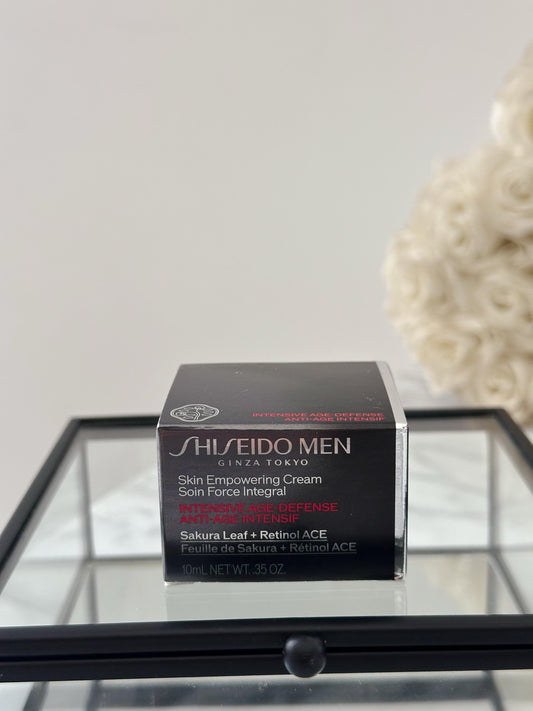 INTENSIVE AGE-DEFENSE
ANTI-AGE INTENSIF
SHISEIDO MEN
GINZA TOKYO
Skin Empowering Cream
Soin Force Integral
INTENSIVE AGE-DEFENSE
ANTI-AGE INTENSIF
Sakura Leaf + Retinol ACE
Feuille de Sakura + Rétinol ACE
10mL NET WT. .35 OZ.